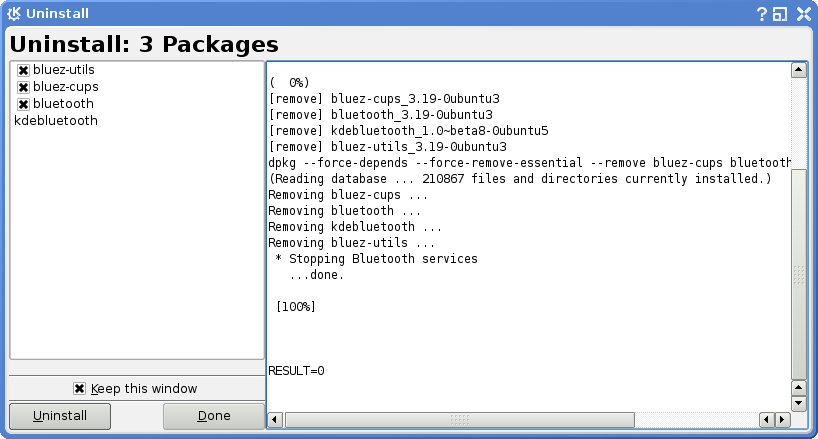 Uninstall
Uninstall: 3 Packages
bluez-utils
bluez-cups
bluetooth
kdebluetooth
Keep this window
Uninstall
Done
(  0%)
[remove] bluez-cups_3.19-0ubuntu3
[remove] bluetooth_3.19-0ubuntu3
[remove] kdebluetooth_1.0~beta8-0ubuntu5
[remove] bluez-utils_3.19-0ubuntu3
dpkg --force-depends --force-remove-essential --remove bluez-cups bluetooth
(Reading database ... 210867 files and directories currently installed.)
Removing bluez-cups ...
Removing bluetooth ...
Removing kdebluetooth ...
Removing bluez-utils ...
* Stopping Bluetooth services
...done.
[100%]
RESULT=0